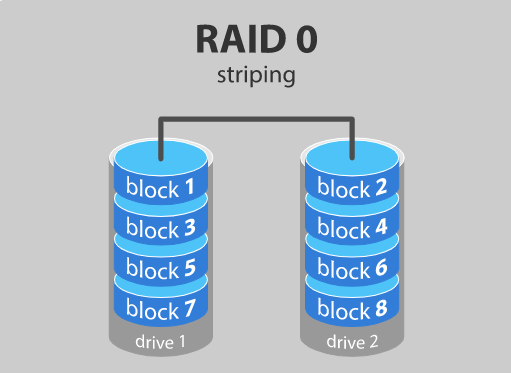 RAID 0
striping
block 1
block 3
block 5
block 7
drive 1
block 2
block 4
block 6
block 8
drive 2